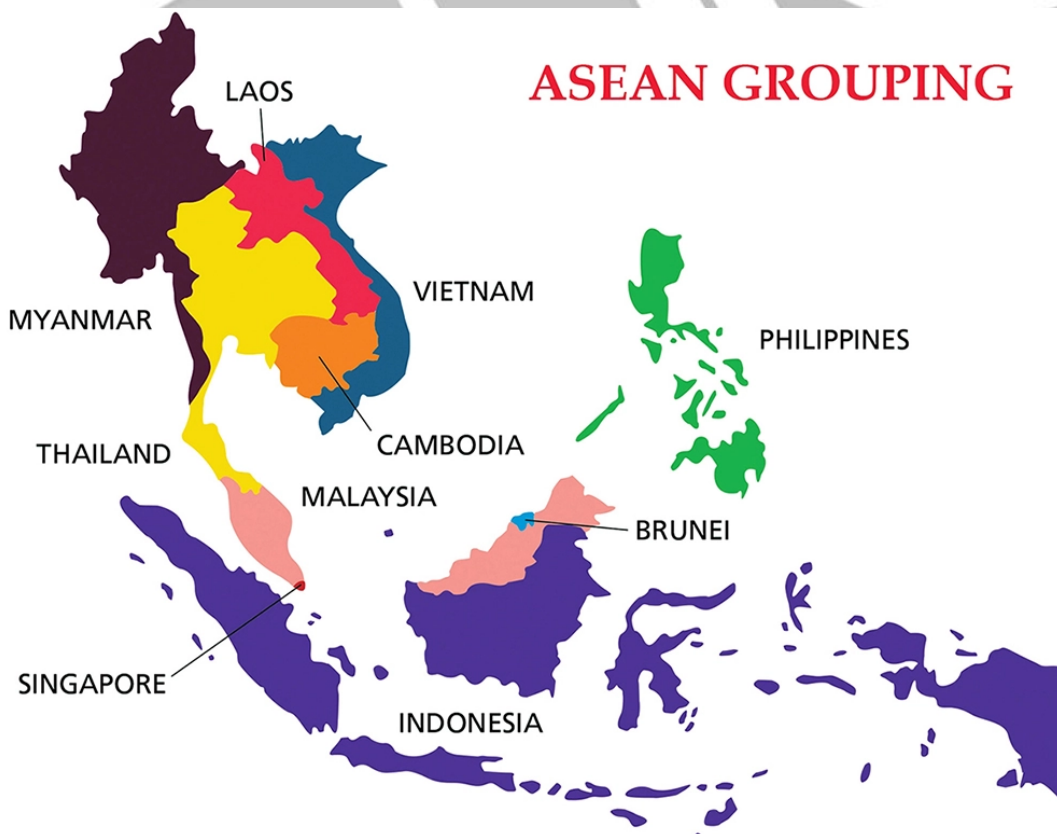 ASEAN GROUPING
LAOS
VIETNAM
MYANMAR
PHILIPPINES
CAMBODIA
THAILAND
MALAYSIA
BRUNEI
SINGAPORE
INDONESIA